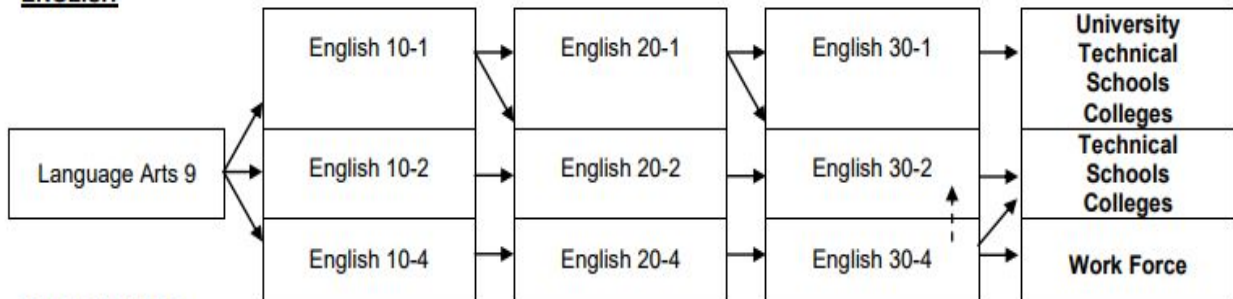 ENGLISH
English 10-1
English 20-1
English 30-1
University
Technical
Schools
Colleges
Language Arts 9
English 10-2
English 20-2
English 30-2
Technical
Schools
Colleges
English 10-4
English 20-4
English 30-4
Work Force